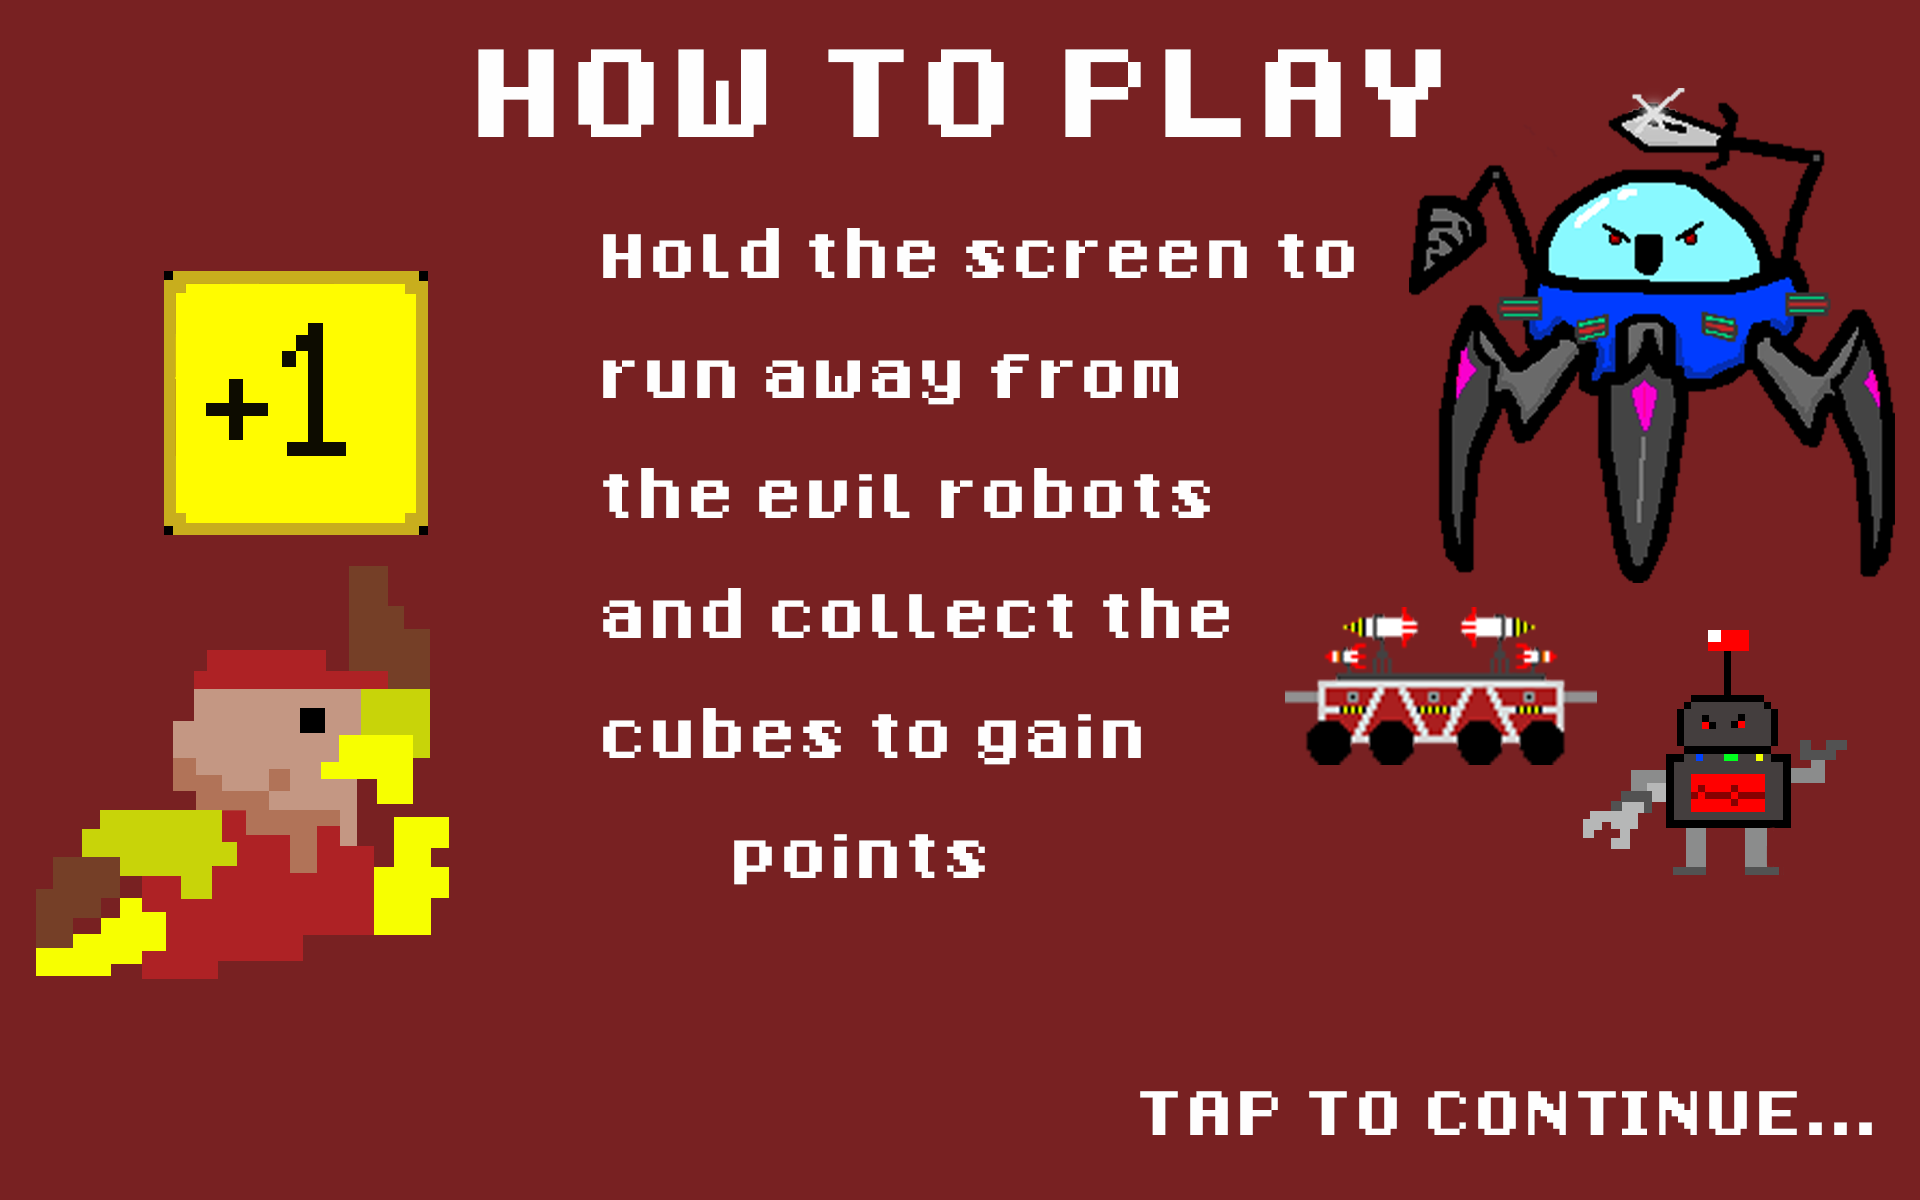 HOW TO PLAY
Hold the screen to
run away from
the evil robots
and collect the
cubes to gain
points
+1
TAP TO CONTINUE...